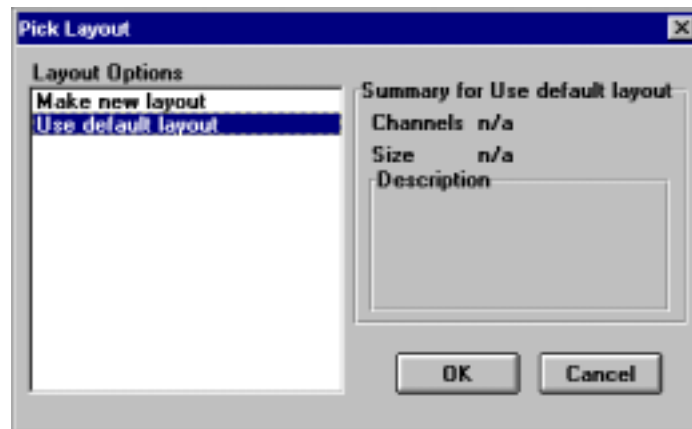 Pick Layout
Layout Options
Make new layout
Use default layout
Summary for Use default layout
Channels n/a
Size n/a
Description
OK
Cancel